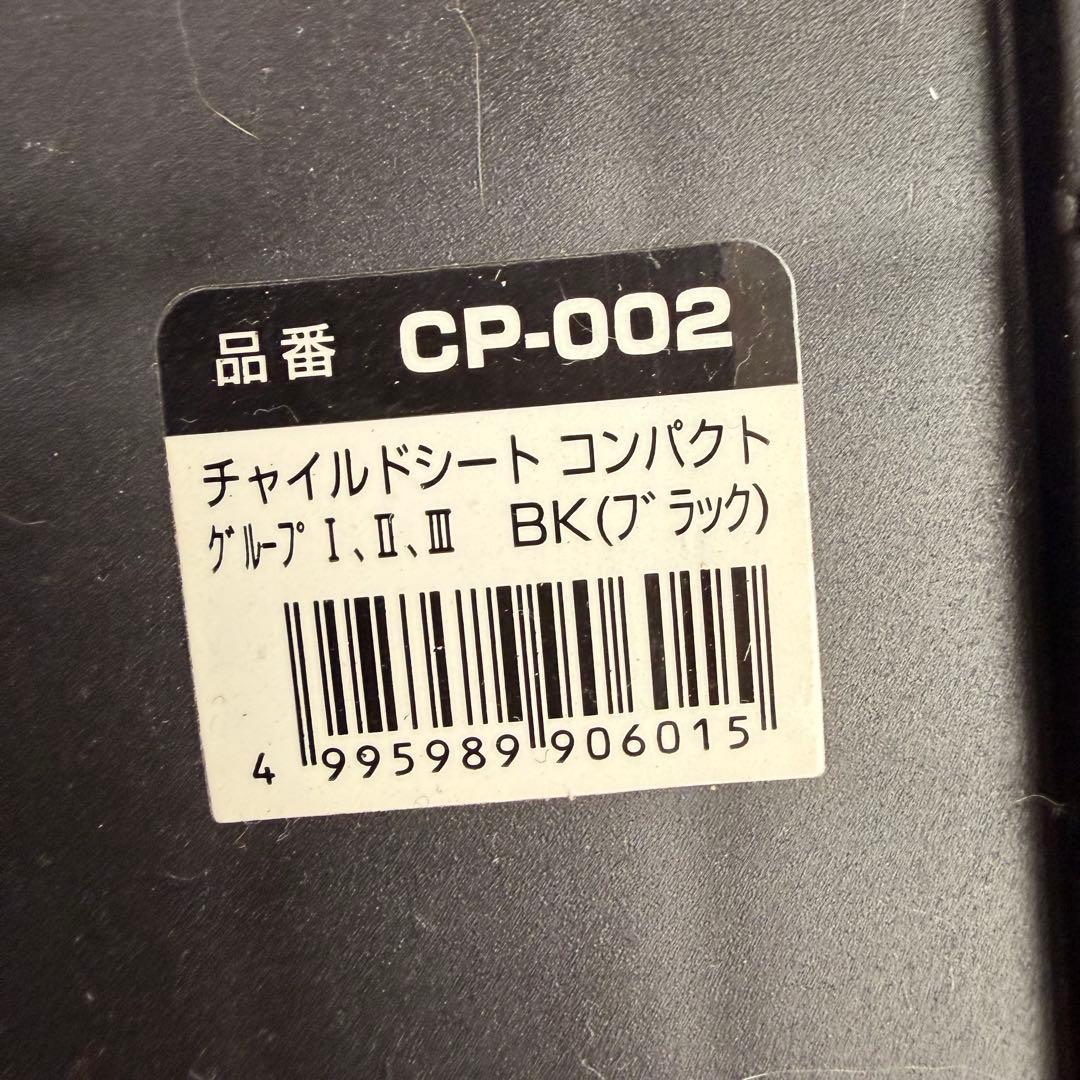 品番 CP-002
チャイルドシート コンパクト
グループⅠ、Ⅱ、Ⅲ BK(ブラック)
4 995989 906015